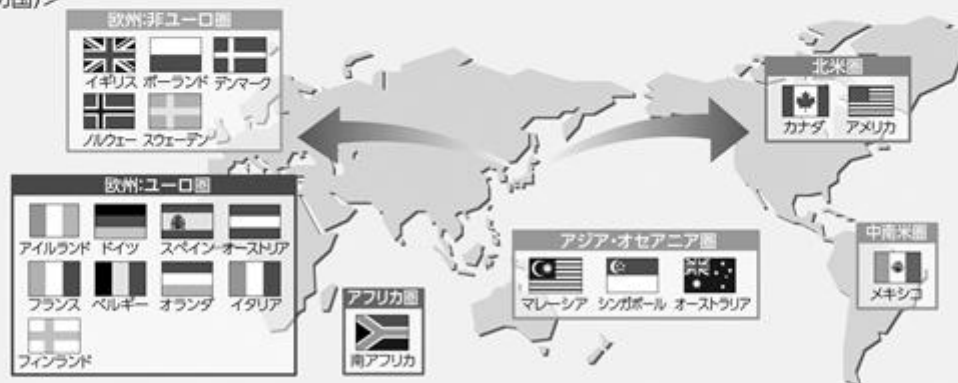 欧州:非ユーロ圏
イギリス ポーランド デンマーク
ノルウェー スウェーデン
北米圏
カナダ アメリカ
欧州:ユーロ圏
アイルランド ドイツ スペイン オーストリア
フランス ベルギー オランダ イタリア
フィンランド
アフリカ圏
南アフリカ
アジア・オセアニア圏
マレーシア シンガポール オーストラリア
中南米圏
メキシコ